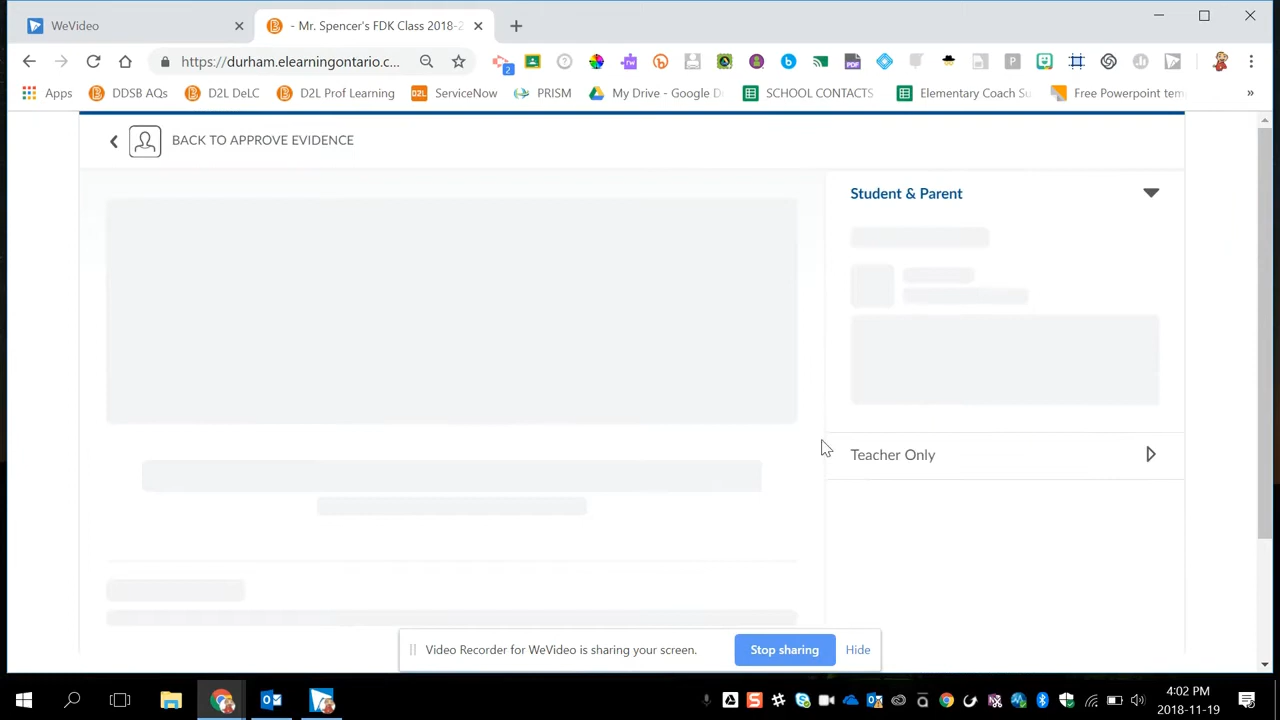 WeVideo
- Mr. Spencer's FDK Class 2018-2
https://durham.elearningontario.c...
2
Apps
DDSB AQs
D2L DeLC
D2L Prof Learning
ServiceNow
PRISM
My Drive - Google D
SCHOOL CONTACTS
Elementary Coach Su
Free Powerpoint tem
BACK TO APPROVE EVIDENCE
Student & Parent
Teacher Only
Video Recorder for WeVideo is sharing your screen.
Stop sharing
Hide
4:02 PM
2018-11-19